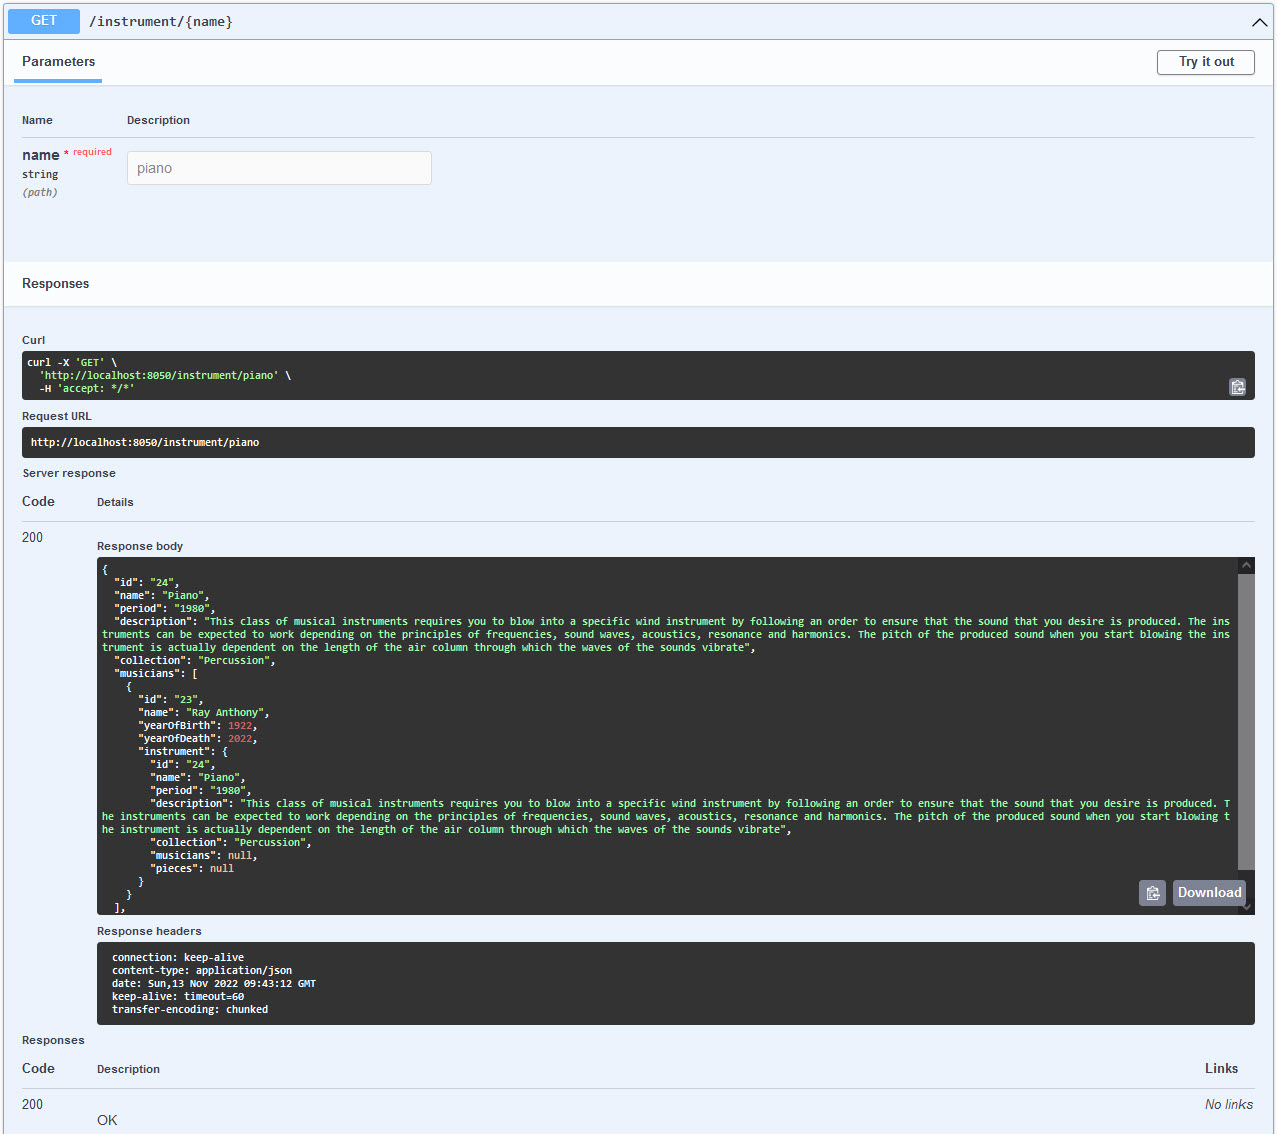 GET /instrument/{name}
Parameters
Try it out
Name Description
name * required
string
(path)
piano
Responses
Curl
curl -X 'GET' \
'http://localhost:8050/instrument/piano' \
-H 'accept: */*'
Request URL
http://localhost:8050/instrument/piano
Server response
Code Details
200
Response body
{
"id": "24",
"name": "Piano",
"period": "1980",
"description": "This class of musical instruments requires you to blow into a specific wind instrument by following an order to ensure that the sound that you desire is produced. The ins
truments can be expected to work depending on the principles of frequencies, sound waves, acoustics, resonance and harmonics. The pitch of the produced sound when you start blowing the ins
trument is actually dependent on the length of the air column through which the waves of the sounds vibrate",
"collection": "Percussion",
"musicians": [
{
"id": "23",
"name": "Ray Anthony",
"yearOfBirth": 1922,
"yearOfDeath": 2022,
"instrument": {
"id": "24",
"name": "Piano",
"period": "1980",
"description": "This class of musical instruments requires you to blow into a specific wind instrument by following an order to ensure that the sound that you desire is produced. T
he instruments can be expected to work depending on the principles of frequencies, sound waves, acoustics, resonance and harmonics. The pitch of the produced sound when you start blowing t
he instrument is actually dependent on the length of the air column through which the waves of the sounds vibrate",
"collection": "Percussion",
"musicians": null,
"pieces": null
}
}
],
Download
Response headers
connection: keep-alive
content-type: application/json
date: Sun,13 Nov 2022 09:43:12 GMT
keep-alive: timeout=60
transfer-encoding: chunked
Responses
Code Description Links
200 No links
OK